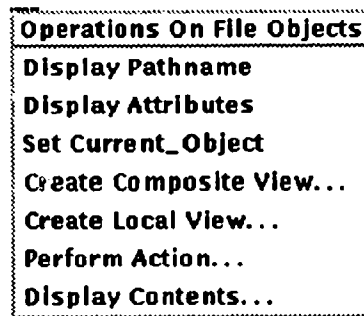 Operations On File Objects
Display Pathname
Display Attributes
Set Current_Object
Create Composite View...
Create Local View...
Perform Action...
Display Contents...